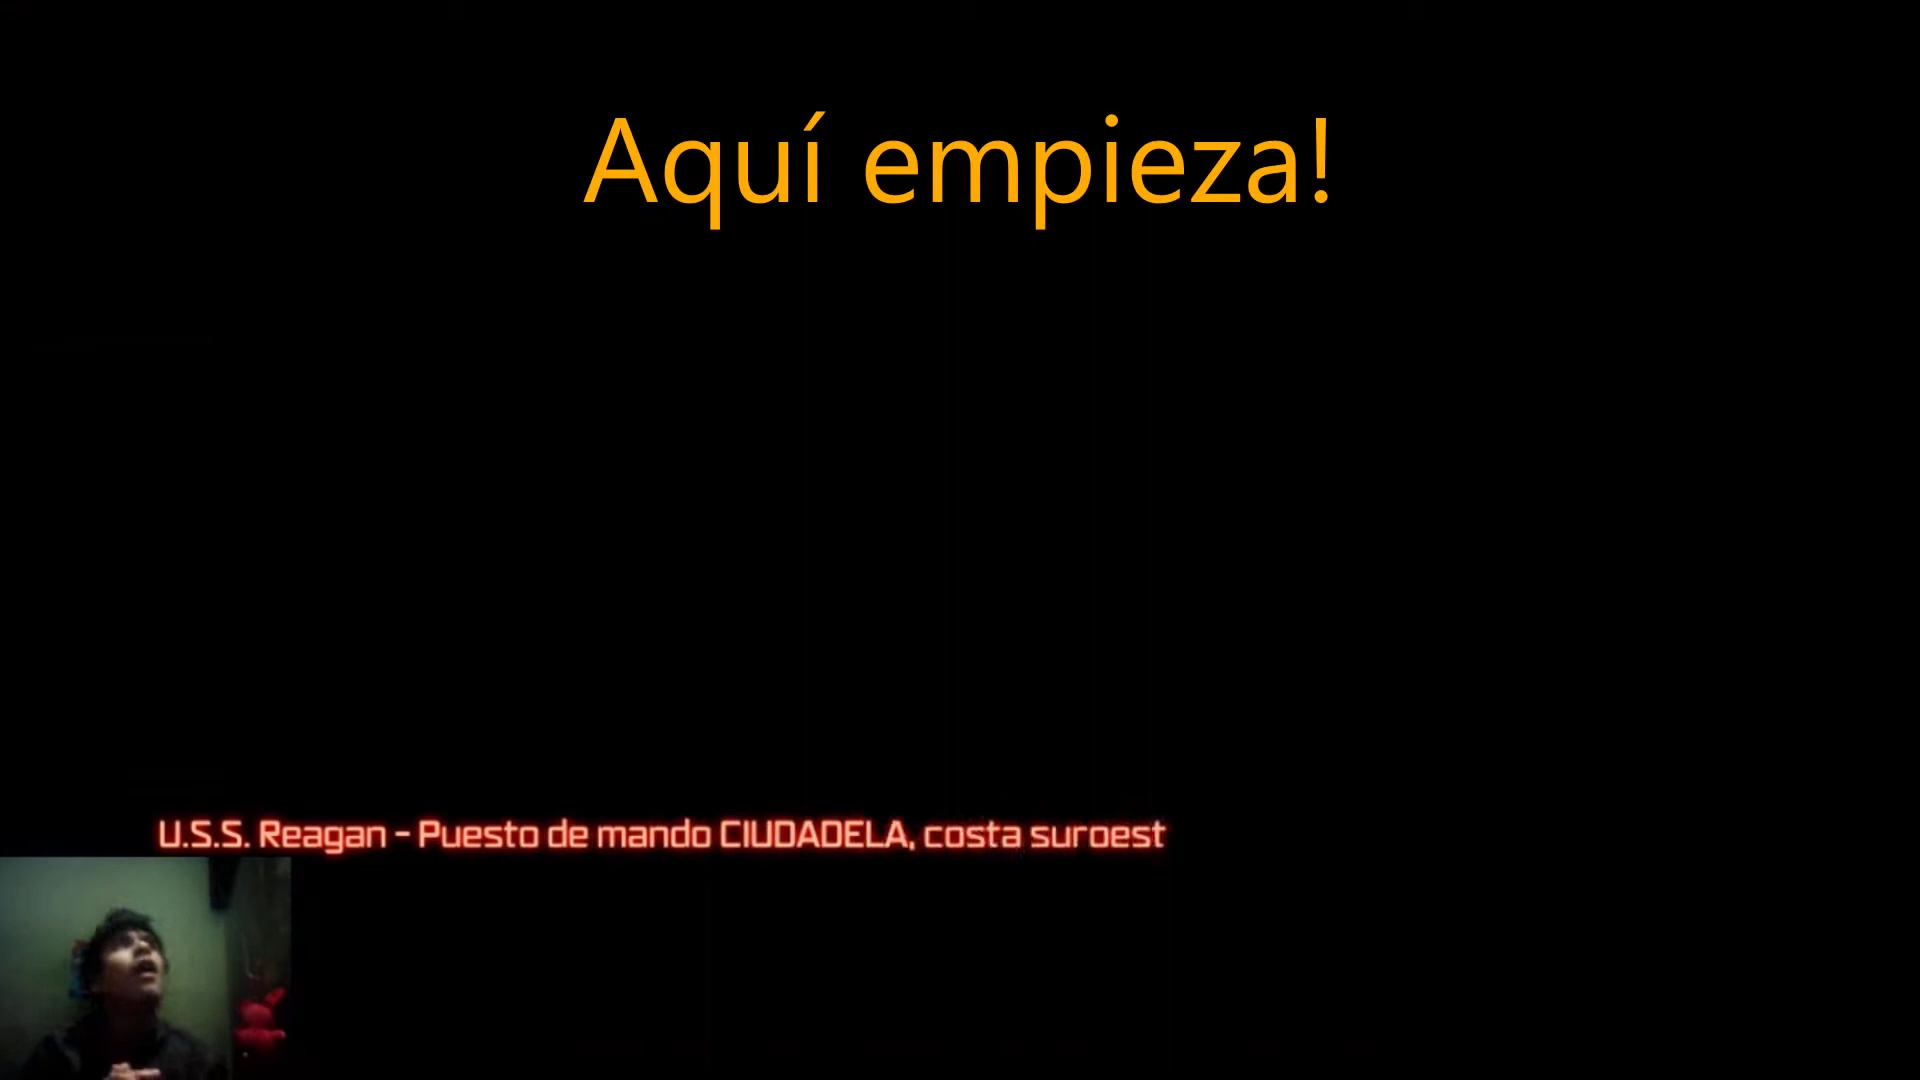 Aquí empieza!
U.S.S. Reagan - Puesto de mando CIUDADELA, costa suroest